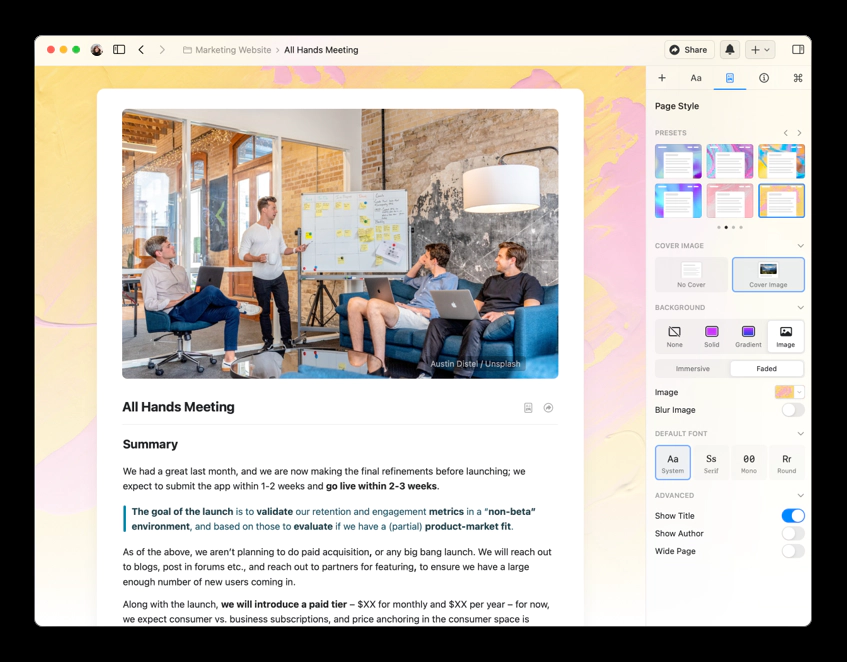 Marketing Website › All Hands Meeting
Share
Aa
Page Style
PRESETS
COVER IMAGE
No Cover
Cover Image
BACKGROUND
None
Solid
Gradient
Image
Immersive
Faded
Image
Blur Image
DEFAULT FONT
Aa
Ss
00
Rr
System
Serif
Mono
Round
ADVANCED
Show Title
Show Author
Wide Page
Austin Distel / Unsplash
All Hands Meeting
Summary
We had a great last month, and we are now making the final refinements before launching; we
expect to submit the app within 1-2 weeks and go live within 2-3 weeks.
The goal of the launch is to validate our retention and engagement metrics in a “non-beta”
environment, and based on those to evaluate if we have a (partial) product-market fit.
As of the above, we aren’t planning to do paid acquisition, or any big bang launch. We will reach out
to blogs, post in forums etc., and reach out to partners for featuring, to ensure we have a large
enough number of new users coming in.
Along with the launch, we will introduce a paid tier – $XX for monthly and $XX per year – for now,
we expect consumer vs. business subscriptions, and price anchoring in the consumer space is